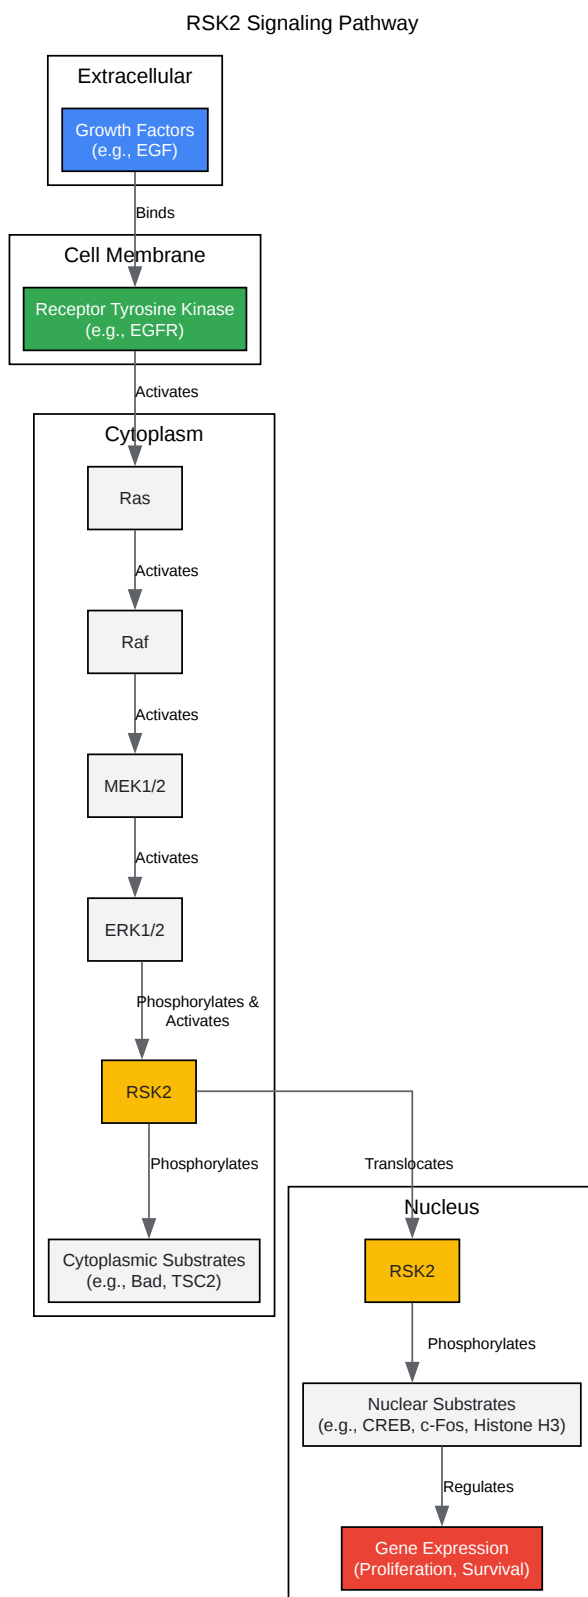 RSK2 Signaling Pathway
Extracellular
Growth Factors
(e.g., EGF)
Binds
Cell Membrane
Receptor Tyrosine Kinase
(e.g., EGFR)
Activates
Cytoplasm
Ras
Activates
Raf
Activates
MEK1/2
Activates
ERK1/2
Phosphorylates &
Activates
RSK2
Phosphorylates
Translocates
Cytoplasmic Substrates
(e.g., Bad, TSC2)
Nucleus
RSK2
Phosphorylates
Nuclear Substrates
(e.g., CREB, c-Fos, Histone H3)
Regulates
Gene Expression
(Proliferation, Survival)